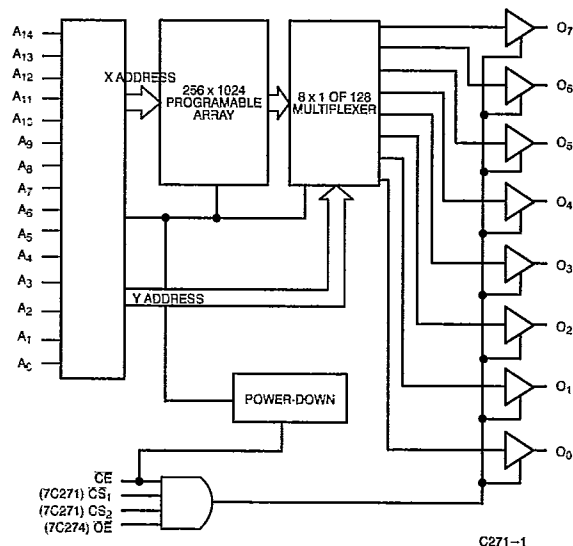 A14
A13
A12
A11
A10
A9
A8
A7
A6
A5
A4
A3
A2
A1
A0
X ADDRESS
256 x 1024
PROGRAMABLE
ARRAY
8 x 1 OF 128
MULTIPLEXER
Y ADDRESS
POWER-DOWN
O7
O6
O5
O4
O3
O2
O1
O0
CE
(7C271) CS1
(7C271) CS2
(7C274) OE
C271–1